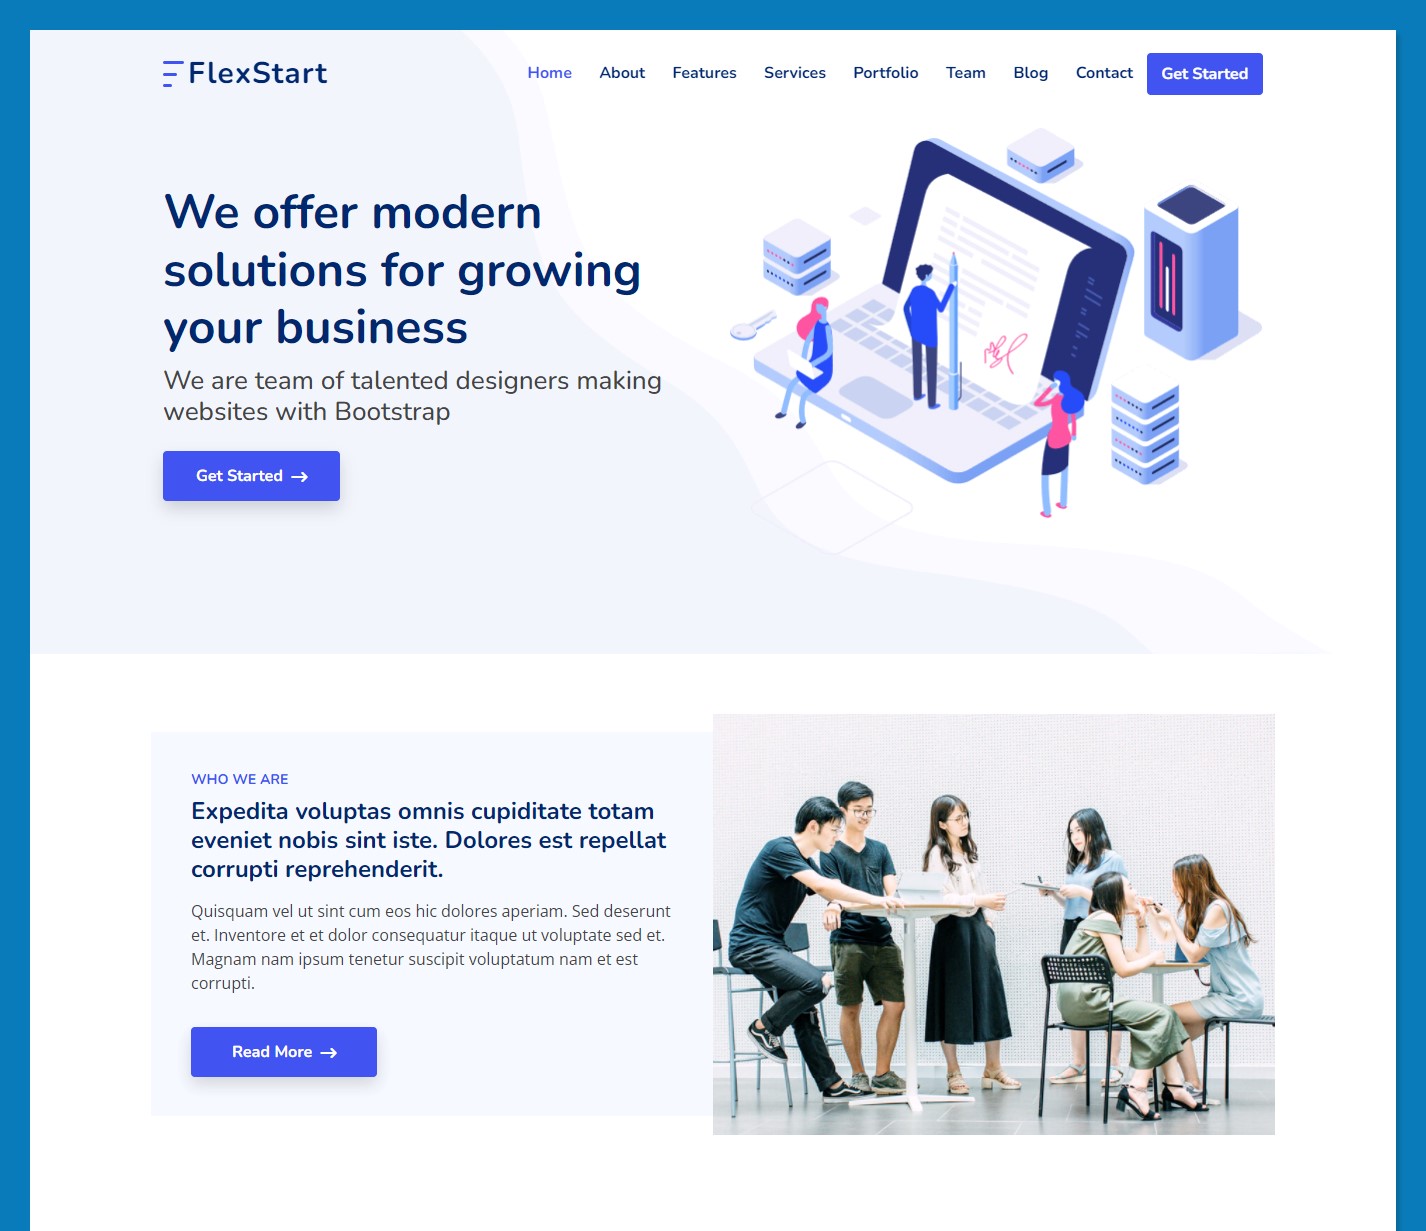 FlexStart
Home About Features Services Portfolio Team Blog Contact Get Started
We offer modern
solutions for growing
your business
We are team of talented designers making
websites with Bootstrap
Get Started →
WHO WE ARE
Expedita voluptas omnis cupiditate totam
eveniet nobis sint iste. Dolores est repellat
corrupti reprehenderit.
Quisquam vel ut sint cum eos hic dolores aperiam. Sed deserunt
et. Inventore et et dolor consequatur itaque ut voluptate sed et.
Magnam nam ipsum tenetur suscipit voluptatum nam et est
corrupti.
Read More →